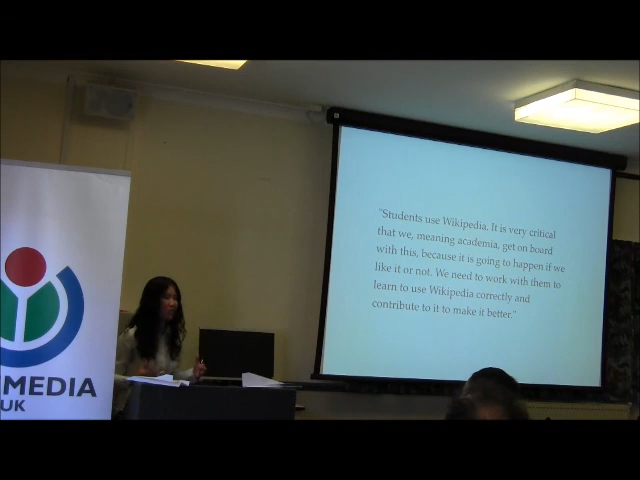 "Students use Wikipedia. It is very critical
that we, meaning academia, get on board
with this, because it is going to happen if we
like it or not. We need to work with them to
learn to use Wikipedia correctly and
contribute to it to make it better."
MEDIA
UK